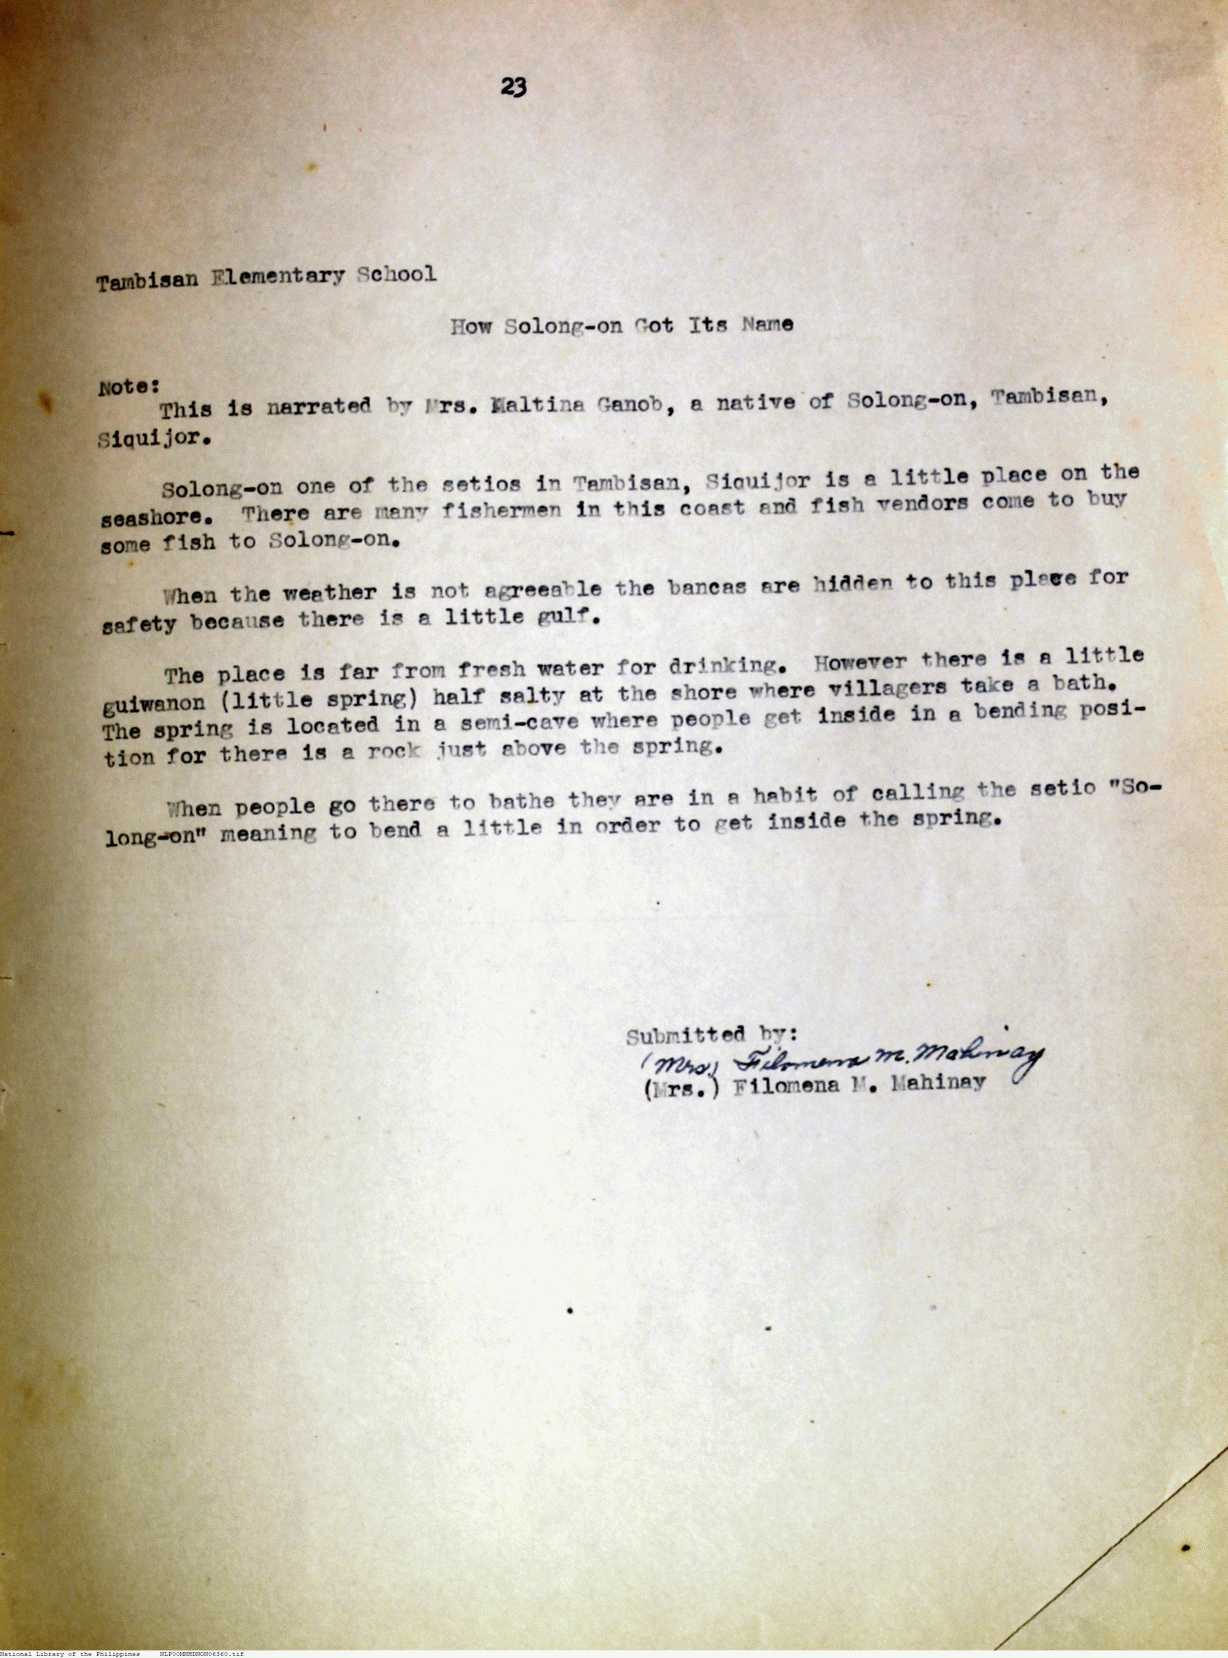 23
Tambisan Elementary School
How Solong-on Got Its Name
Note:
This is narrated by Mrs. Maltina Ganob, a native of Solong-on, Tambisan,
Siquijor.
Solong-on one of the setios in Tambisan, Siquijor is a little place on the
seashore. There are many fishermen in this coast and fish vendors come to buy
some fish to Solong-on.
When the weather is not agreeable the bancas are hidden to this place for
safety because there is a little gulf.
The place is far from fresh water for drinking. However there is a little
guiwanon (little spring) half salty at the shore where villagers take a bath.
The spring is located in a semi-cave where people get inside in a bending posi-
tion for there is a rock just above the spring.
When people go there to bathe they are in a habit of calling the setio "So-
long-on" meaning to bend a little in order to get inside the spring.
Submitted by:
(Mrs.) Filomena M. Mahinay
(Mrs.) Filomena M. Mahinay
National Library of the Philippines